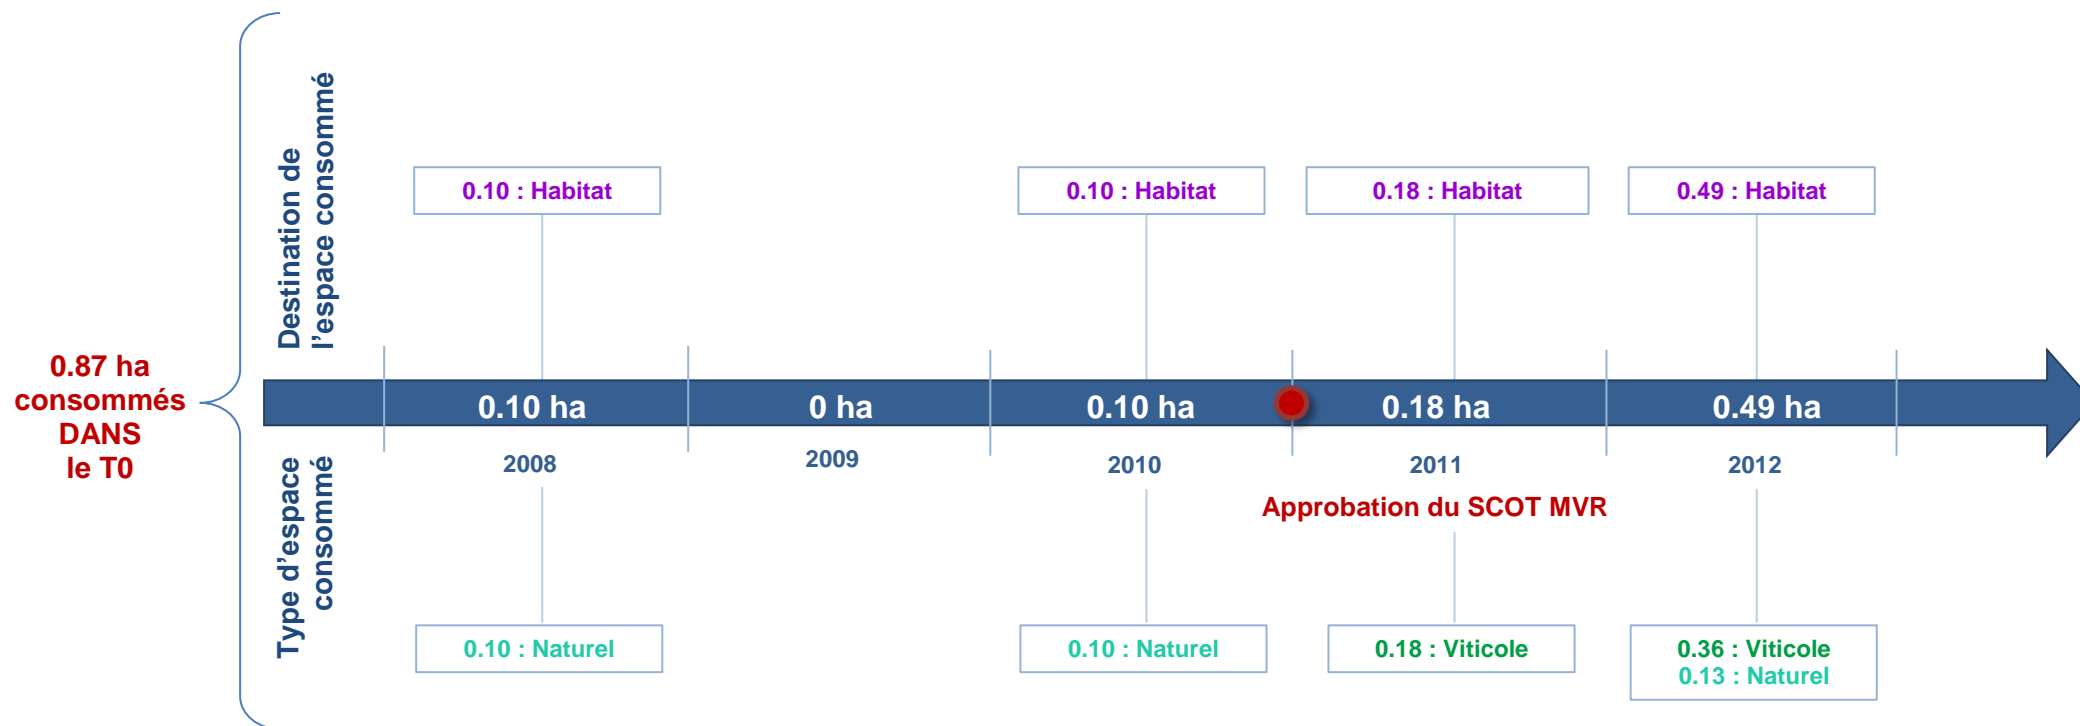 Destination de
l’espace consommé
0.10 : Habitat
0.10 : Habitat
0.18 : Habitat
0.49 : Habitat
0.87 ha
consommés
DANS
le T0
0.10 ha
0 ha
0.10 ha
0.18 ha
0.49 ha
2008
2009
2010
2011
2012
Approbation du SCOT MVR
Type d’espace
consommé
0.10 : Naturel
0.10 : Naturel
0.18 : Viticole
0.36 : Viticole
0.13 : Naturel